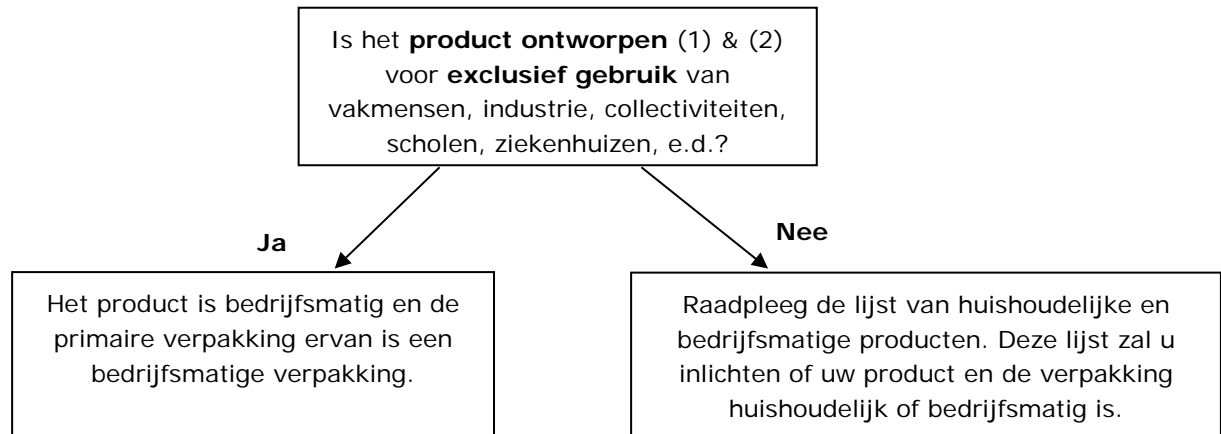 Is het product ontworpen (1) & (2)
voor exclusief gebruik van
vakmensen, industrie, collectiviteiten,
scholen, ziekenhuizen, e.d.?
Ja
Nee
Het product is bedrijfsmatig en de
primaire verpakking ervan is een
bedrijfsmatige verpakking.
Raadpleeg de lijst van huishoudelijke en
bedrijfsmatige producten. Deze lijst zal u
inlichten of uw product en de verpakking
huishoudelijk of bedrijfsmatig is.